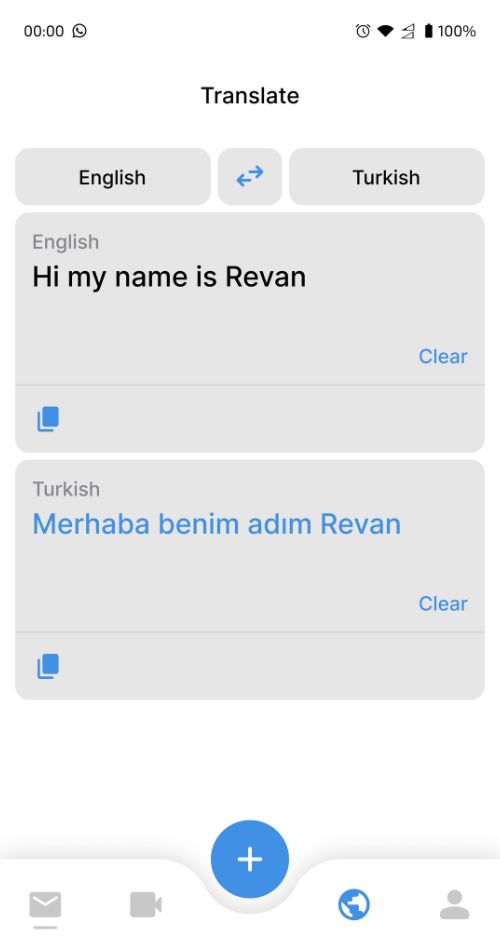 00:00
100%
Translate
English
Turkish
English
Hi my name is Revan
Clear
Turkish
Merhaba benim adım Revan
Clear